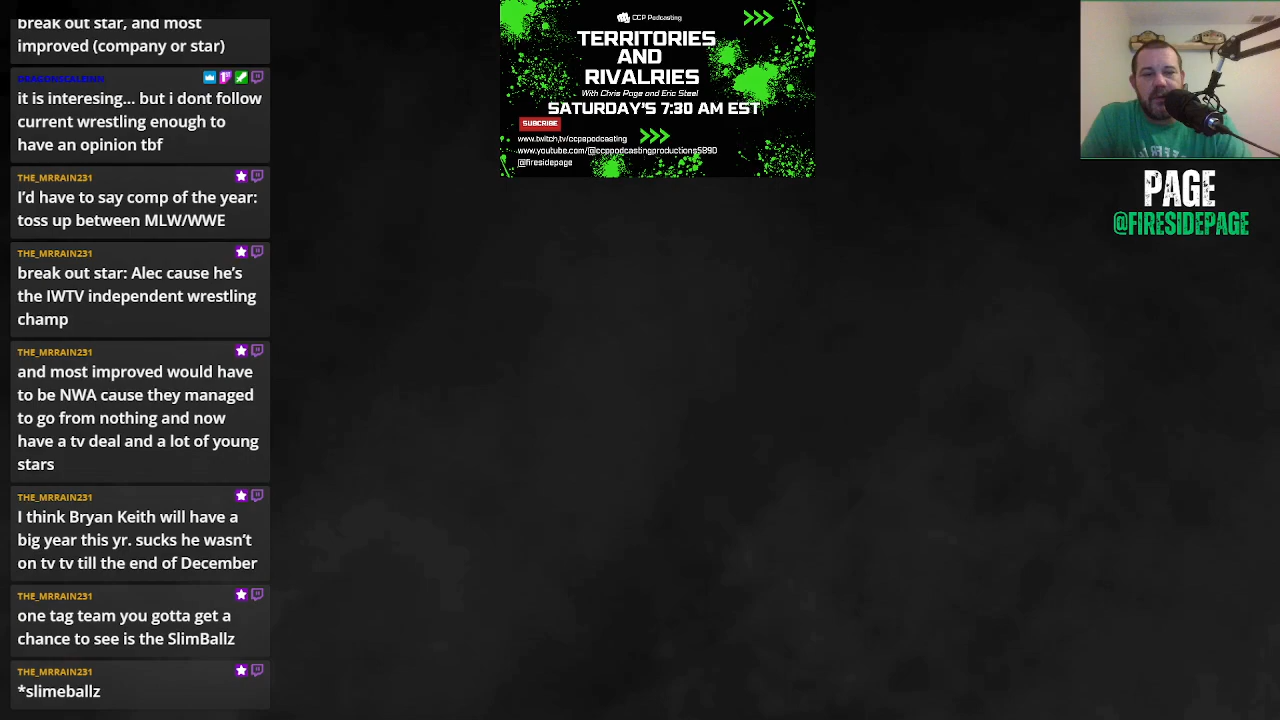 break out star, and most
improved (company or star)
DRAGONSCALEINN
it is interesing... but i dont follow
current wrestling enough to
have an opinion tbf
THE_MRRAIN231
I'd have to say comp of the year:
toss up between MLW/WWE
THE_MRRAIN231
break out star: Alec cause he's
the IWTV independent wrestling
champ
THE_MRRAIN231
and most improved would have
to be NWA cause they managed
to go from nothing and now
have a tv deal and a lot of young
stars
THE_MRRAIN231
I think Bryan Keith will have a
big year this yr. sucks he wasn't
on tv tv till the end of December
THE_MRRAIN231
one tag team you gotta get a
chance to see is the SlimBallz
THE_MRRAIN231
*slimeballz
CCP Podcasting
TERRITORIES
AND
RIVALRIES
With Chris Page and Eric Steel
SATURDAY'S 7:30 AM EST
SUBCRIBE
www.twitch.tv/ccppodcasting
www.youtube.com/@ccppodcastingproductions5890
@firesidepage
PAGE
@FIRESIDEPAGE